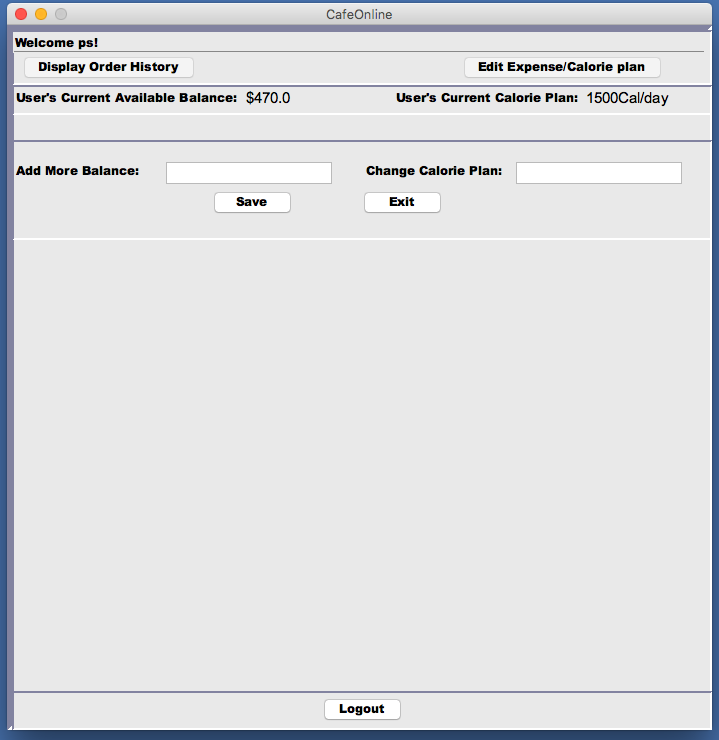 CafeOnline
Welcome ps!
Display Order History Edit Expense/Calorie plan
User's Current Available Balance: $470.0 User's Current Calorie Plan: 1500Cal/day
Add More Balance: Change Calorie Plan:
Save Exit
Logout